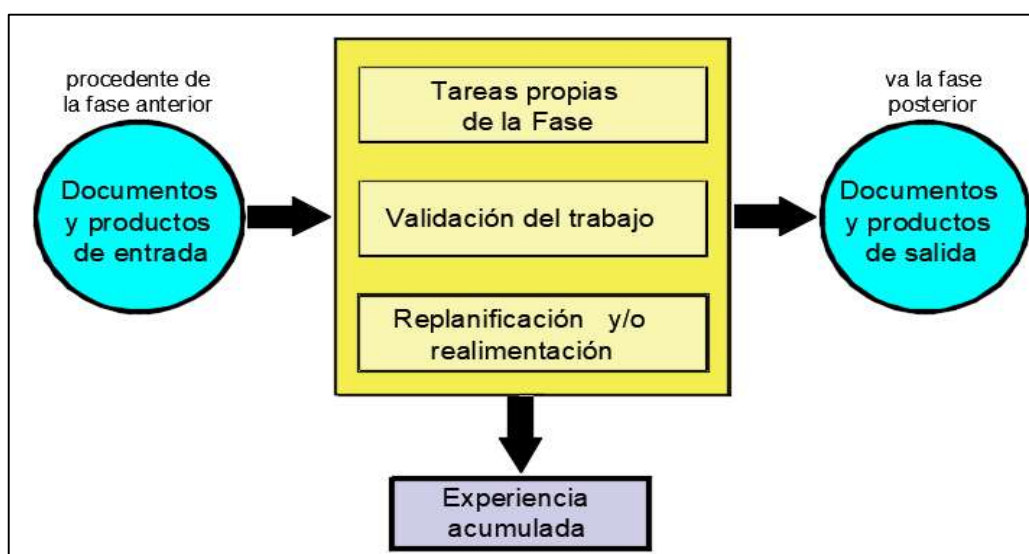 procedente de
la fase anterior
Documentos
y productos
de entrada
Tareas propias
de la Fase
Validación del trabajo
Replanificación y/o
realimentación
va la fase
posterior
Documentos
y productos
de salida
Experiencia
acumulada